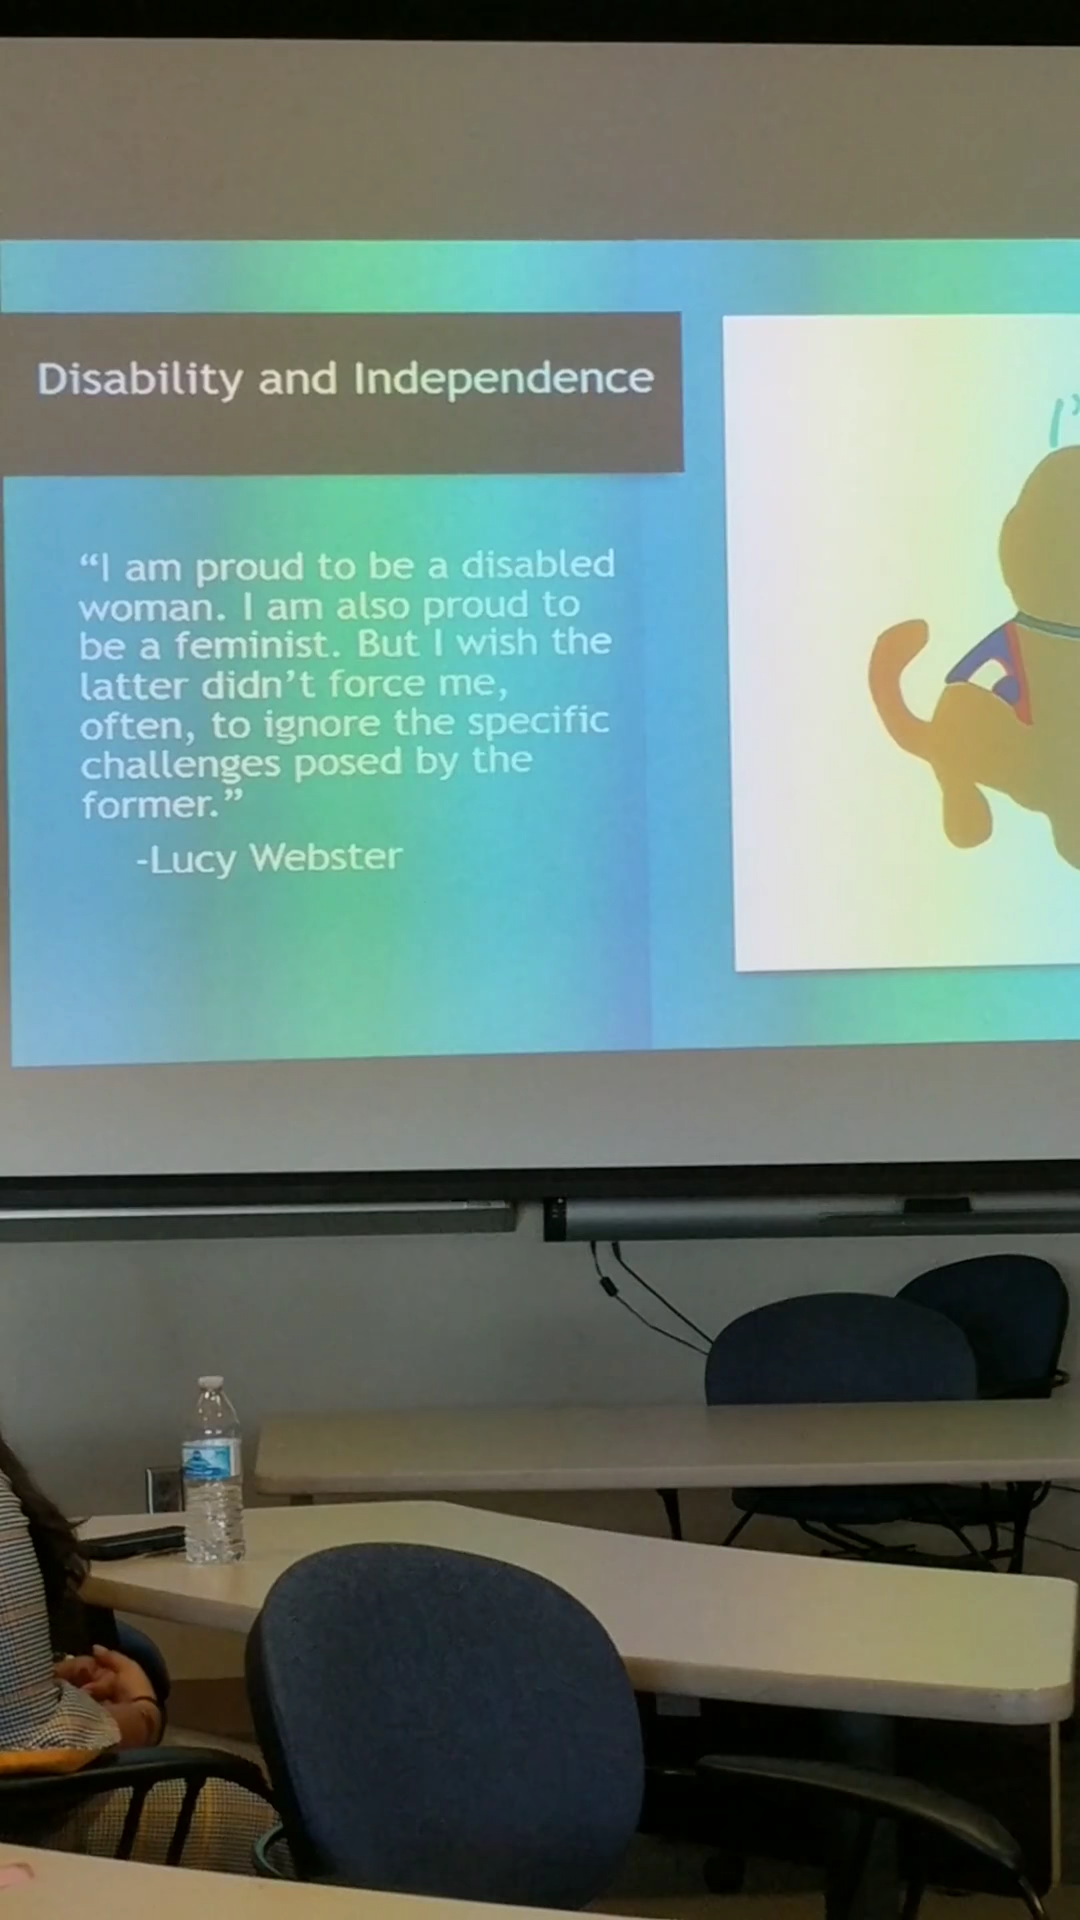 Disability and Independence
“I am proud to be a disabled
woman. I am also proud to
be a feminist. But I wish the
latter didn’t force me,
often, to ignore the specific
challenges posed by the
former.”
-Lucy Webster